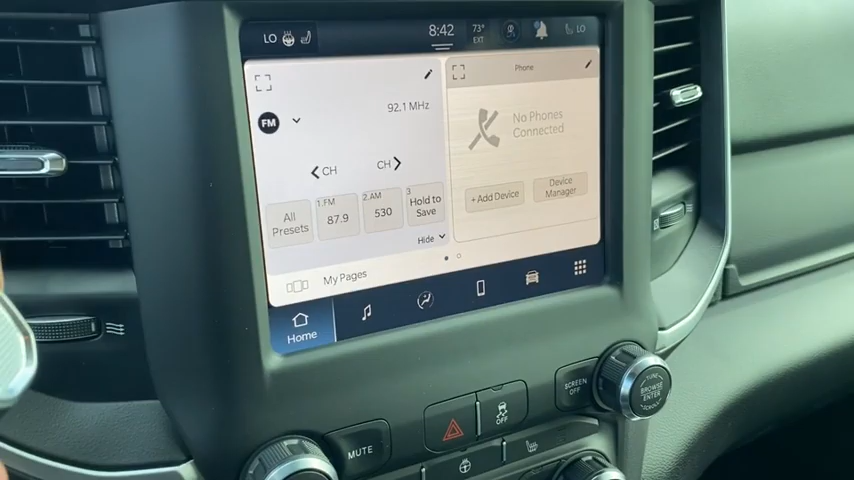 LO
8:42
73°
EXT
LO
92.1 MHz
FM
CH
CH
All
Presets
1.FM
87.9
2.AM
530
3
Hold to
Save
Hide
My Pages
Phone
No Phones
Connected
+ Add Device
Device
Manager
Home
MUTE
OFF
SCREEN
OFF
TUNE
BROWSE
ENTER
SCROLL